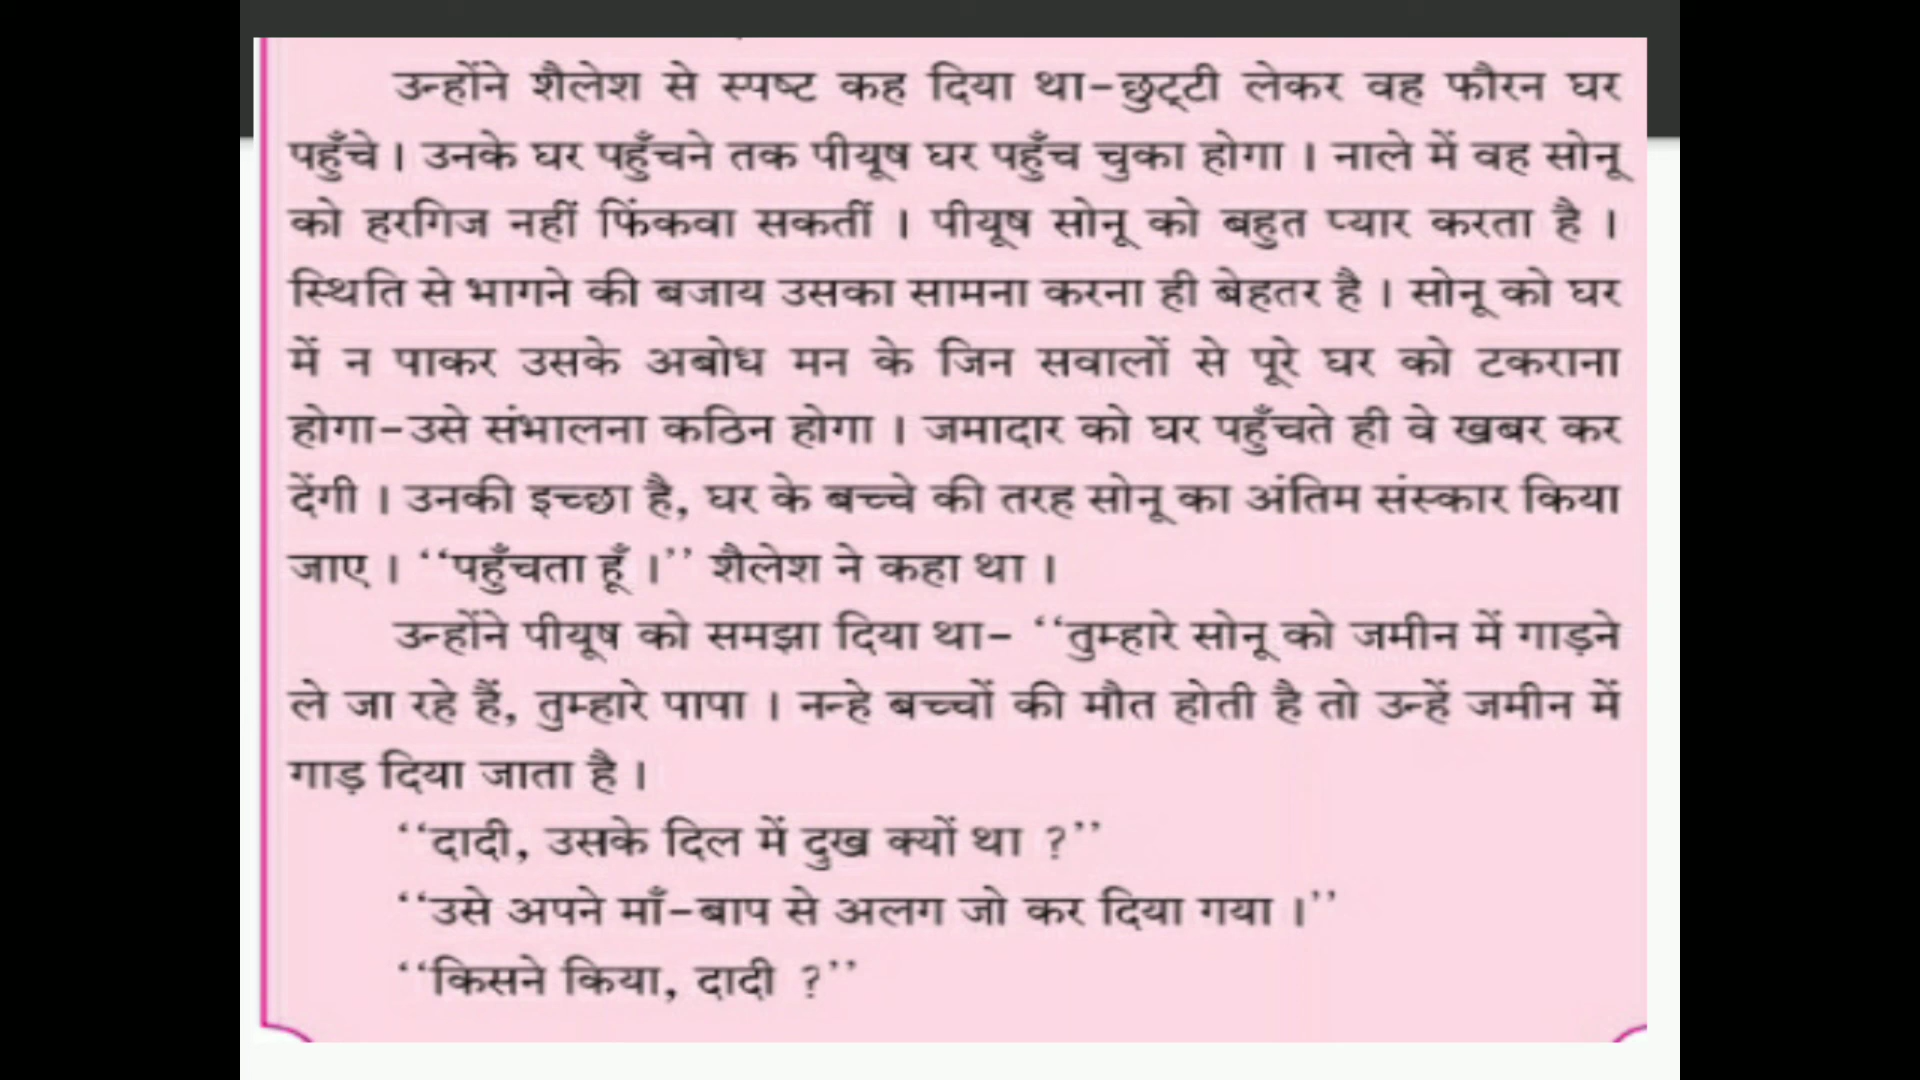 उन्होंने शैलेश से स्पष्ट कह दिया था-छुट्टी लेकर वह फौरन घर
पहुँचे । उनके घर पहुँचने तक पीयूष घर पहुँच चुका होगा । नाले में वह सोनू
को हरगिज नहीं फिंकवा सकतीं । पीयूष सोनू को बहुत प्यार करता है ।
स्थिति से भागने की बजाय उसका सामना करना ही बेहतर है । सोनू को घर
में न पाकर उसके अबोध मन के जिन सवालों से पूरे घर को टकराना
होगा-उसे संभालना कठिन होगा । जमादार को घर पहुँचते ही वे खबर कर
देंगी । उनकी इच्छा है, घर के बच्चे की तरह सोनू का अंतिम संस्कार किया
जाए । ‘‘पहुँचता हूँ ।’’ शैलेश ने कहा था ।
उन्होंने पीयूष को समझा दिया था- ‘‘तुम्हारे सोनू को जमीन में गाड़ने
ले जा रहे हैं, तुम्हारे पापा । नन्हे बच्चों की मौत होती है तो उन्हें जमीन में
गाड़ दिया जाता है ।
‘‘दादी, उसके दिल में दुख क्यों था ?’’
‘‘उसे अपने माँ-बाप से अलग जो कर दिया गया ।’’
‘‘किसने किया, दादी ?’’